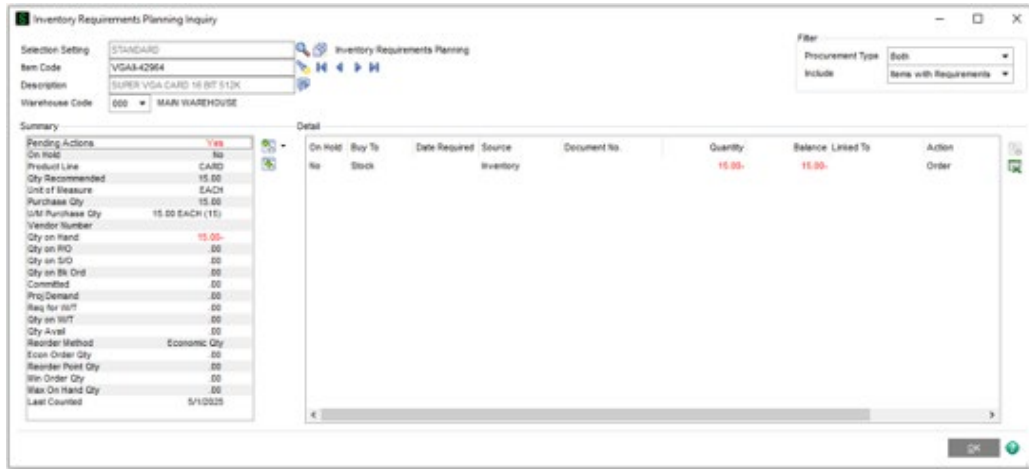 Inventory Requirements Planning Inquiry
Selection Setting STANDARD Inventory Requirements Planning
Item Code VGAII-42964
Description SUPER VGA CARD 16 BIT 512K
Warehouse Code 000 MAIN WAREHOUSE
Filter
Procurement Type Both
Include Items with Requirements
Summary
Pending Actions Yes
On Hold No
Product Line CARD
Qty Recommended 15.00
Unit of Measure EACH
Purchase Qty 15.00
U/M Purchase Qty 15.00 EACH (15)
Vendor Number
Qty on Hand 15.00-
Qty on P/O .00
Qty on S/O .00
Qty on Bk Ord .00
Committed .00
Proj Demand .00
Req for W/T .00
Qty on W/T .00
Qty Avail .00
Reorder Method Economic Qty
Econ Order Qty .00
Reorder Point Qty .00
Min Order Qty .00
Max On Hand Qty .00
Last Counted 5/1/2025
Detail
On Hold Buy To Date Required Source Document No. Quantity Balance Linked To Action
No Stock Inventory 15.00- 15.00- Order
OK